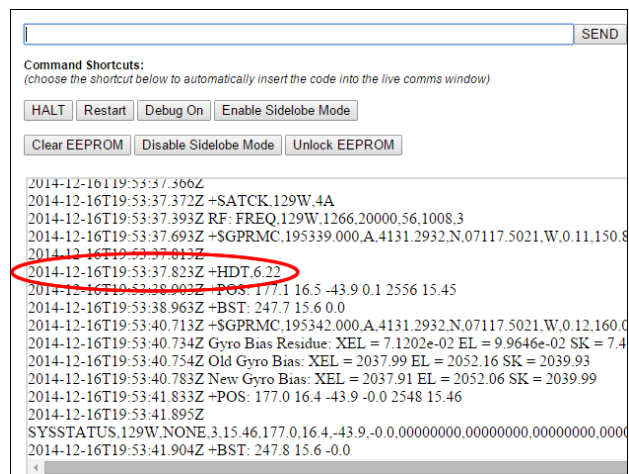 SEND
Command Shortcuts:
(choose the shortcut below to automatically insert the code into the live comms window)
HALT Restart Debug On Enable Sidelobe Mode
Clear EEPROM Disable Sidelobe Mode Unlock EEPROM
2014-12-16T19:53:37.366Z
2014-12-16T19:53:37.372Z +SATCK,129W,4A
2014-12-16T19:53:37.393Z RF: FREQ,129W,1266,20000,56,1008,3
2014-12-16T19:53:37.693Z +$GPRMC,195339.000,A,4131.2932,N,07117.5021,W,0.11,150.8
2014-12-16T19:53:37.813Z
2014-12-16T19:53:37.823Z +HDT,6.22
2014-12-16T19:53:38.903Z +POS: 177.1 16.5 -43.9 0.1 2556 15.45
2014-12-16T19:53:38.963Z +BST: 247.7 15.6 0.0
2014-12-16T19:53:40.713Z +$GPRMC,195342.000,A,4131.2932,N,07117.5021,W,0.12,160.0
2014-12-16T19:53:40.734Z Gyro Bias Residue: XEL = 7.1202e-02 EL = 9.9646e-02 SK = 7.4
2014-12-16T19:53:40.754Z Old Gyro Bias: XEL = 2037.99 EL = 2052.16 SK = 2039.93
2014-12-16T19:53:40.783Z New Gyro Bias: XEL = 2037.91 EL = 2052.06 SK = 2039.99
2014-12-16T19:53:41.833Z +POS: 177.0 16.4 -43.9 -0.0 2548 15.46
2014-12-16T19:53:41.895Z
SYSSTATUS,129W,NONE,3,15.46,177.0,16.4,-43.9,-0.0,00000000,00000000,00000000,0000
2014-12-16T19:53:41.904Z +BST: 247.8 15.6 -0.0